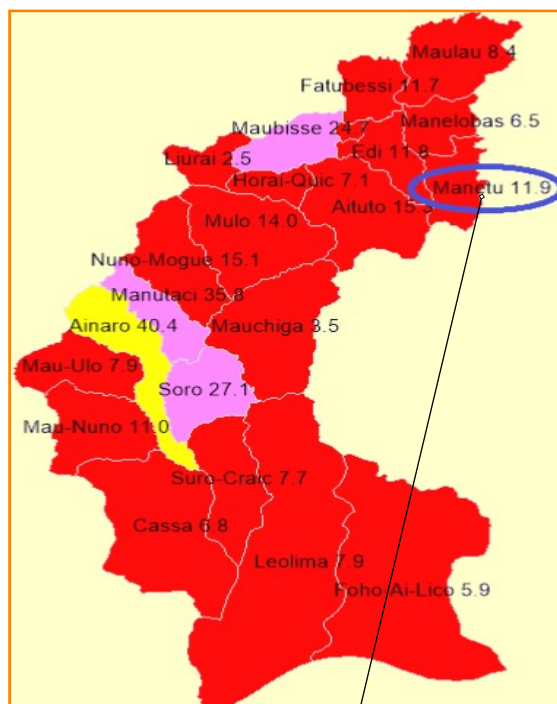 Maulau 8.4
Fatubessi 11.7
Maubisse 24.7
Manelobas 6.5
Edi 11.8
Liurai 2.5
Horai-Quic 7.1
Manetu 11.9
Aituto 15.3
Mulo 14.0
Nuno-Mogue 15.1
Manutaci 35.8
Ainaro 40.4
Mauchiga 3.5
Mau-Ulo 7.9
Soro 27.1
Mau-Nuno 11.0
Suro-Craic 7.7
Cassa 6.8
Leolima 7.9
Foho-Ai-Lico 5.9